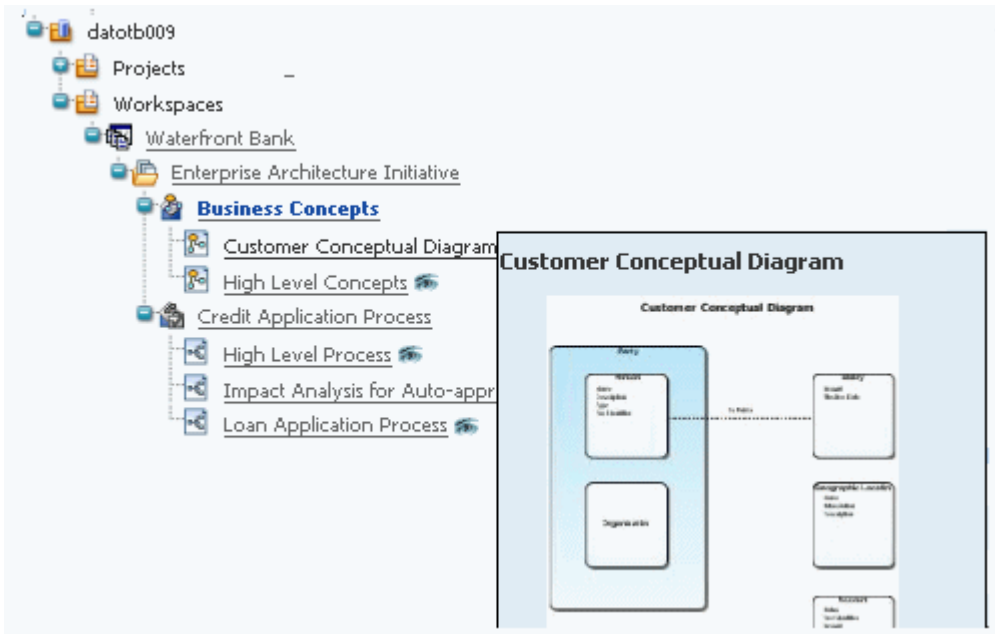 datotb009
Projects
Workspaces
Waterfront Bank
Enterprise Architecture Initiative
Business Concepts
Customer Conceptual Diagram
High Level Concepts
Credit Application Process
High Level Process
Impact Analysis for Auto-appr
Loan Application Process
Customer Conceptual Diagram
Customer Conceptual Diagram
Party
Organization
Account